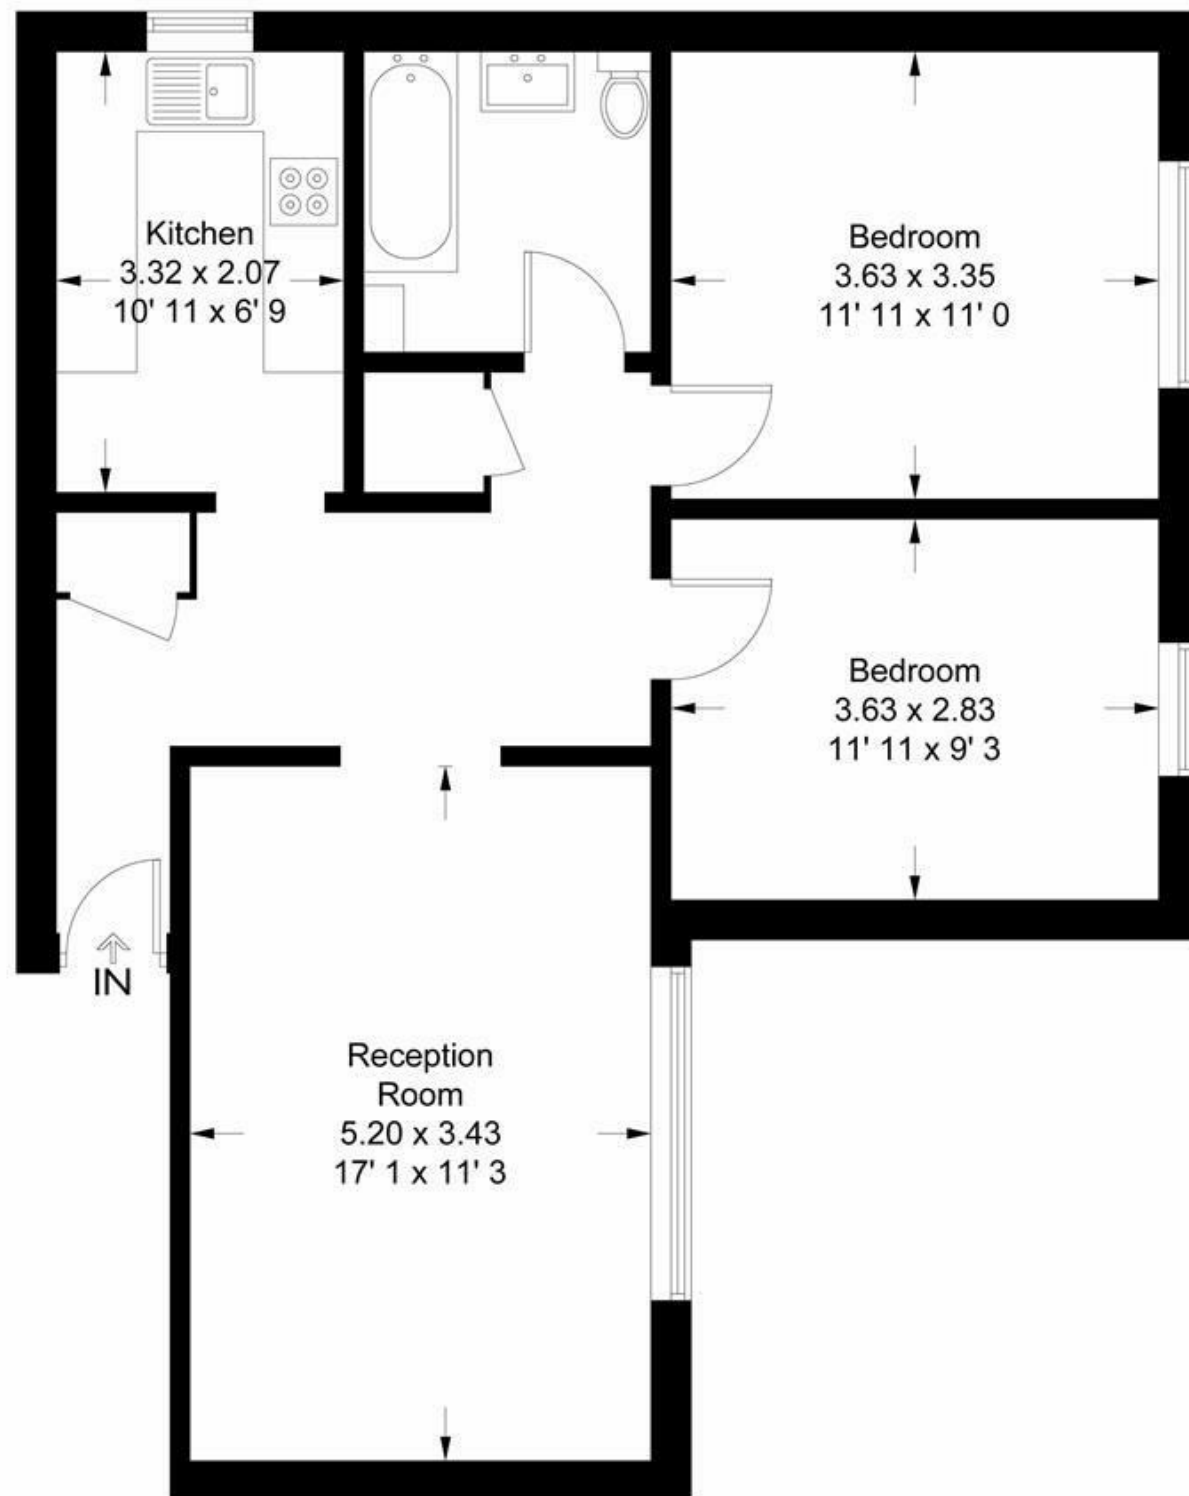 Kitchen
3.32 x 2.07
10' 11 x 6' 9
Bedroom
3.63 x 3.35
11' 11 x 11' 0
Bedroom
3.63 x 2.83
11' 11 x 9' 3
IN
Reception
Room
5.20 x 3.43
17' 1 x 11' 3